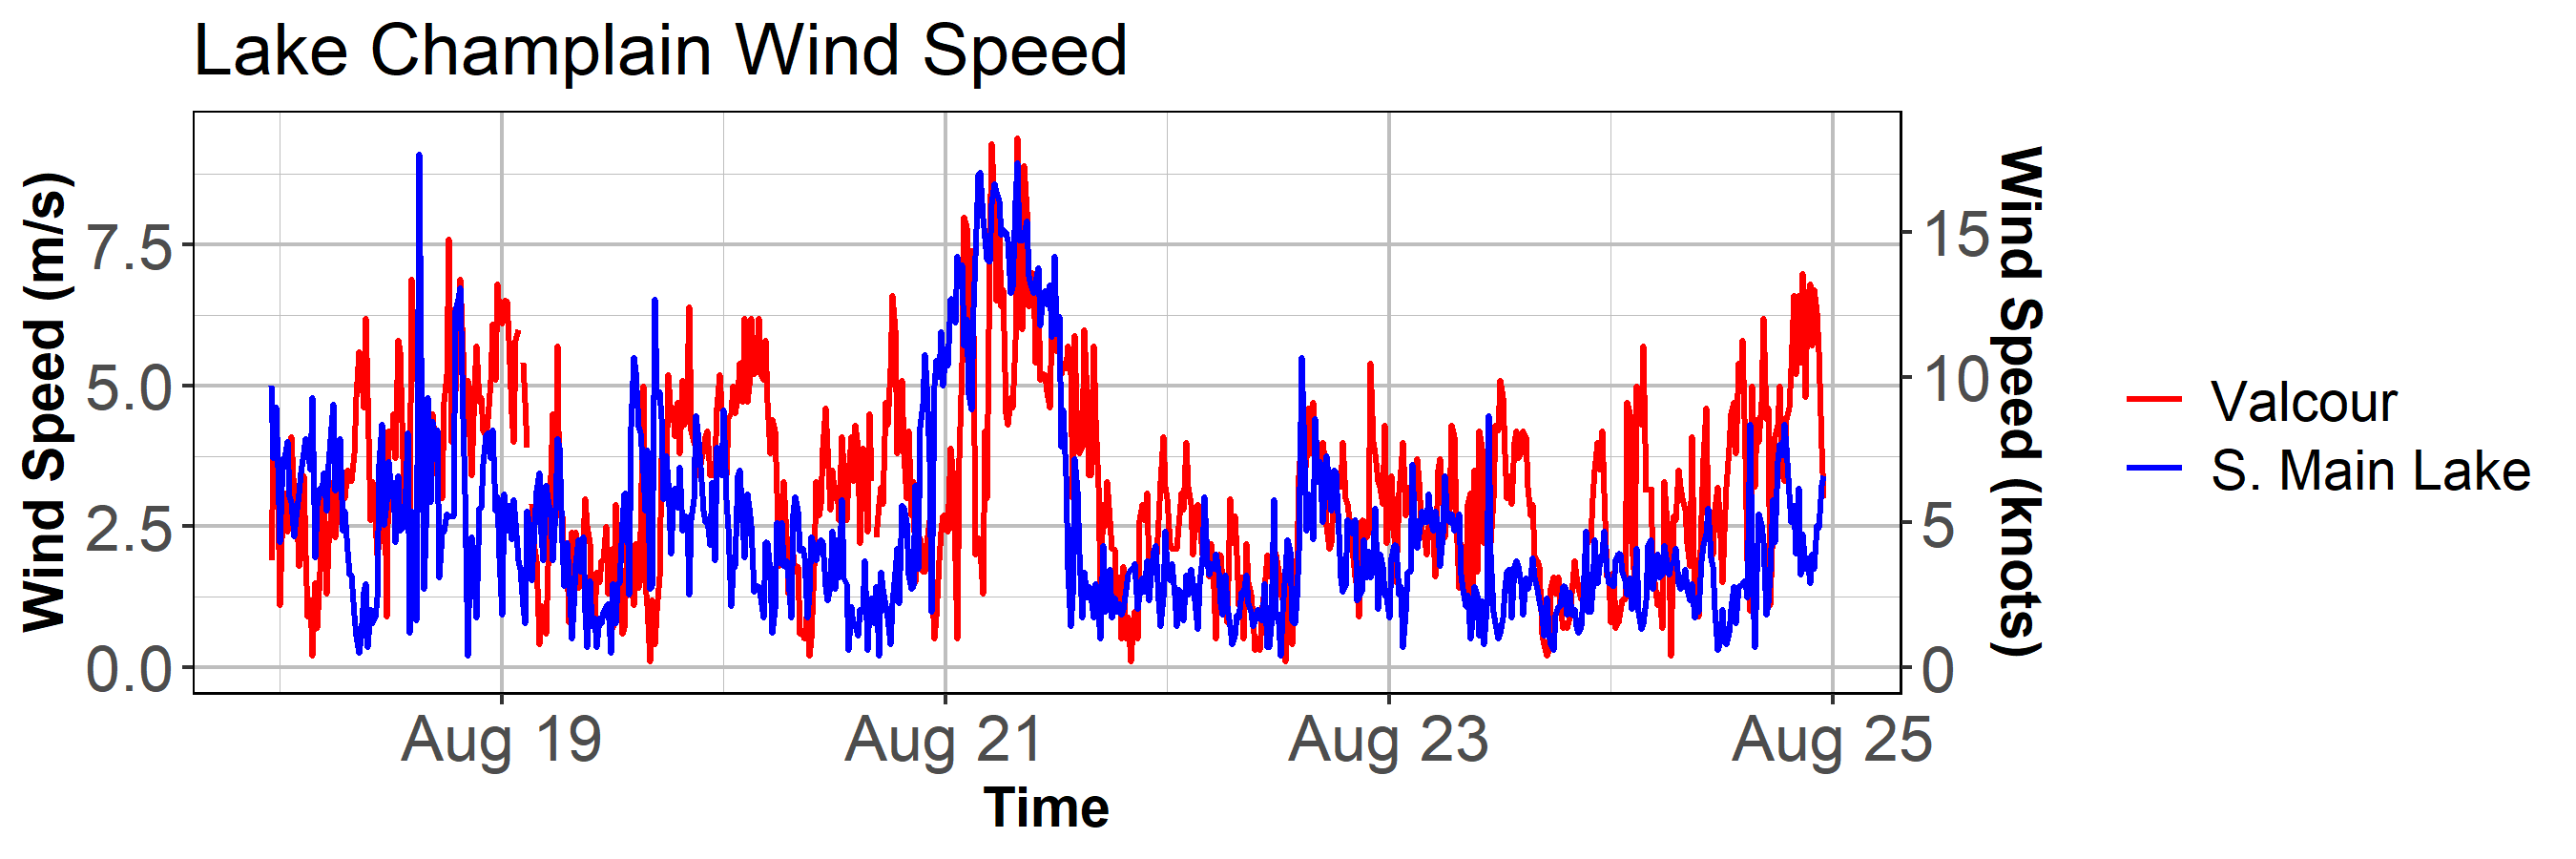 Lake Champlain Wind Speed
Wind Speed (m/s)
7.5
5.0
2.5
0.0
15
10
5
0
Wind Speed (knots)
Aug 19
Aug 21
Aug 23
Aug 25
Time
Valcour
S. Main Lake